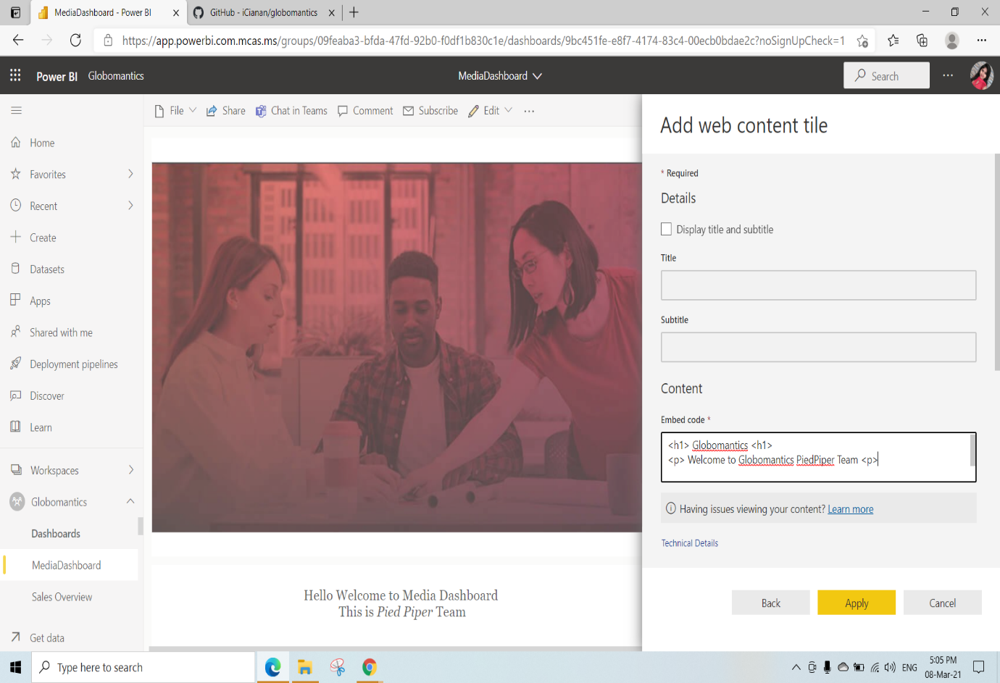 MediaDashboard - Power BI
GitHub - iCianan/globomantics
https://app.powerbi.com.mcas.ms/groups/09feaba3-bfda-47fd-92b0-f0df1b830c1e/dashboards/9bc451fe-e8f7-4174-83c4-00ecb0bdae2c?noSignUpCheck=1
Power BI Globomantics
MediaDashboard
Search
File
Share
Chat in Teams
Comment
Subscribe
Edit
Home
Favorites
Recent
Create
Datasets
Apps
Shared with me
Deployment pipelines
Discover
Learn
Workspaces
Globomantics
Dashboards
MediaDashboard
Sales Overview
Get data
Hello Welcome to Media Dashboard
This is Pied Piper Team
Add web content tile
* Required
Details
Display title and subtitle
Title
Subtitle
Content
Embed code *
<h1> Globomantics <h1>
<p> Welcome to Globomantics PiedPiper Team <p>
Having issues viewing your content? Learn more
Technical Details
Back
Apply
Cancel
Type here to search
ENG
5:05 PM
08-Mar-21